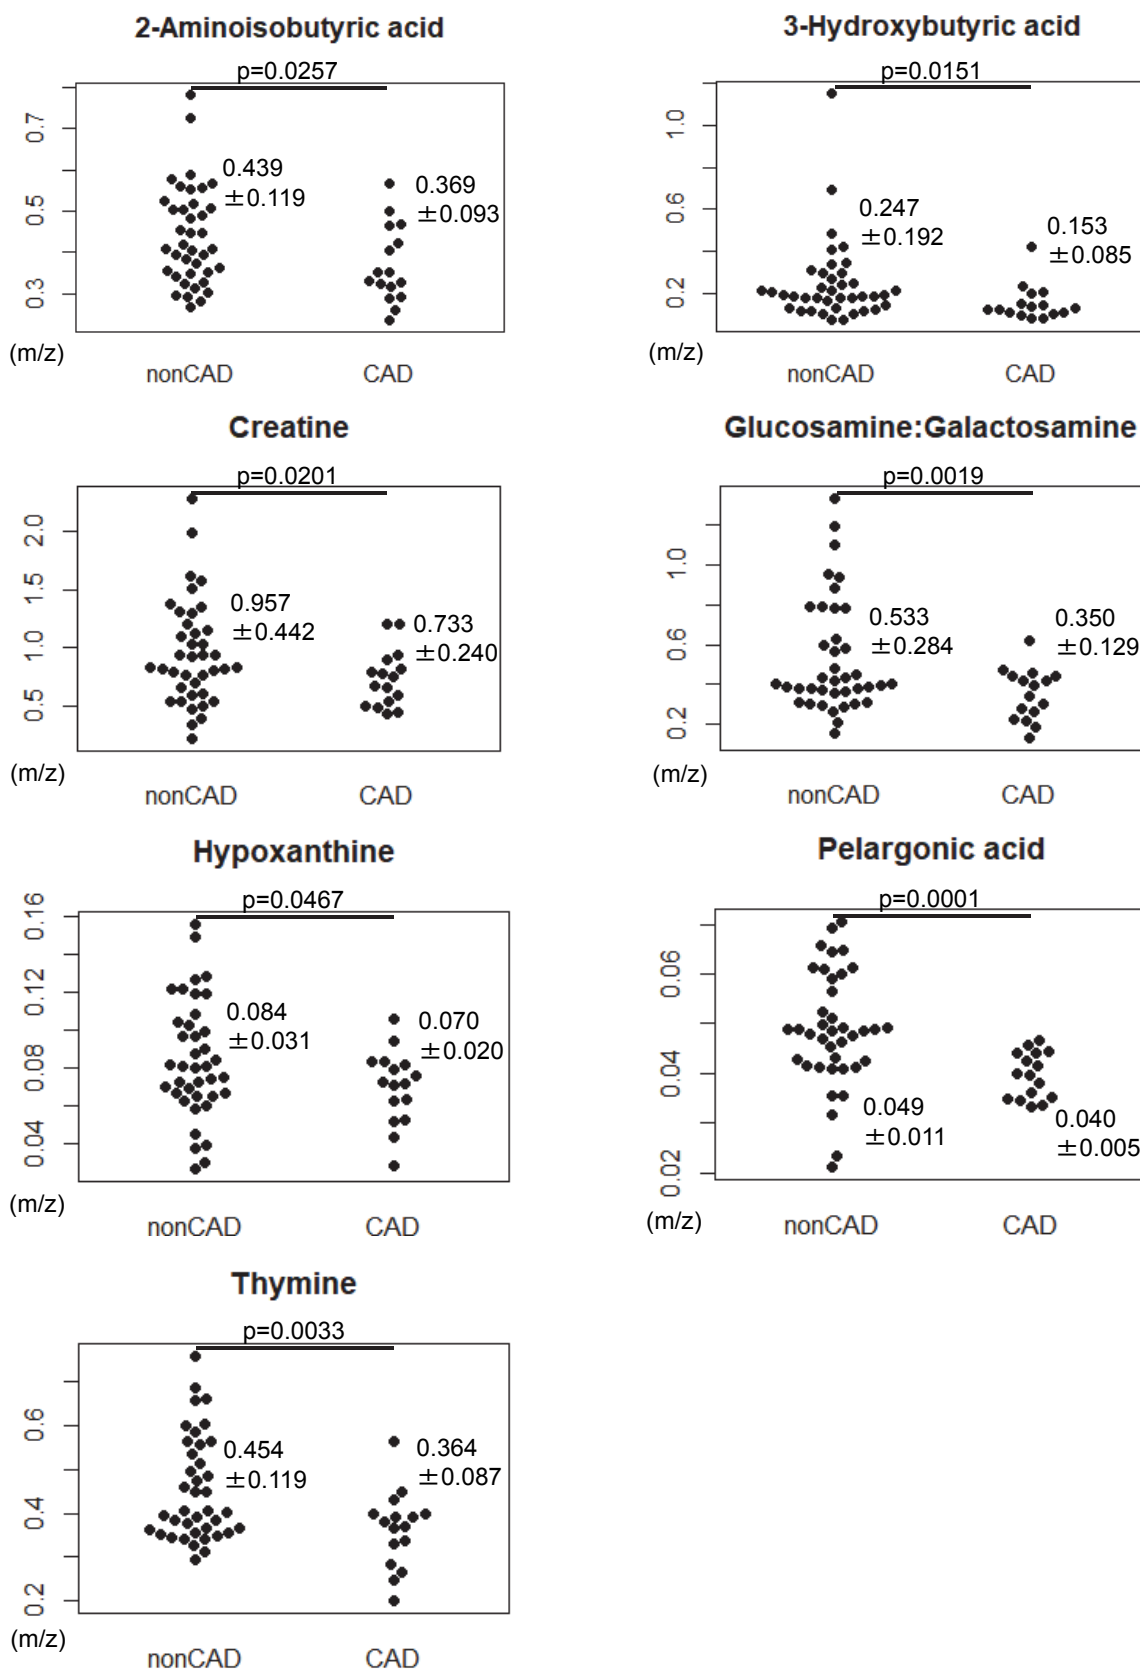 2-Aminoisobutyric acid
p=0.0257
0.7
0.5
0.3
0.439
±0.119
0.369
±0.093
(m/z)
nonCAD CAD
3-Hydroxybutyric acid
p=0.0151
1.0
0.6
0.2
0.247
±0.192
0.153
±0.085
(m/z)
nonCAD CAD
Creatine
p=0.0201
2.0
1.5
1.0
0.5
0.957
±0.442
0.733
±0.240
(m/z)
nonCAD CAD
Glucosamine:Galactosamine
p=0.0019
1.0
0.6
0.2
0.533
±0.284
0.350
±0.129
(m/z)
nonCAD CAD
Hypoxanthine
p=0.0467
0.16
0.12
0.08
0.04
0.084
±0.031
0.070
±0.020
(m/z)
nonCAD CAD
Pelargonic acid
p=0.0001
0.06
0.04
0.02
0.049
±0.011
0.040
±0.005
(m/z)
nonCAD CAD
Thymine
p=0.0033
0.6
0.4
0.2
0.454
±0.119
0.364
±0.087
(m/z)
nonCAD CAD